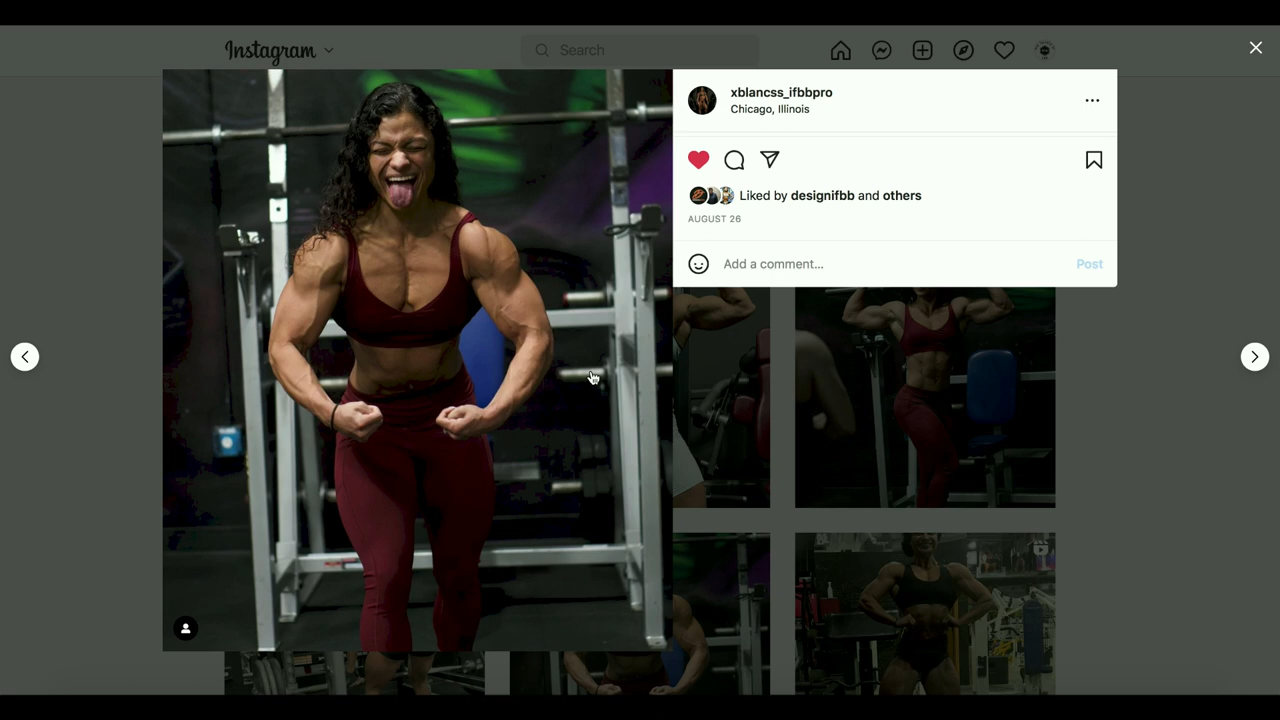 Instagram
Search
xblancss_ifbbpro
Chicago, Illinois
Liked by designifbb and others
AUGUST 26
Add a comment...
Post